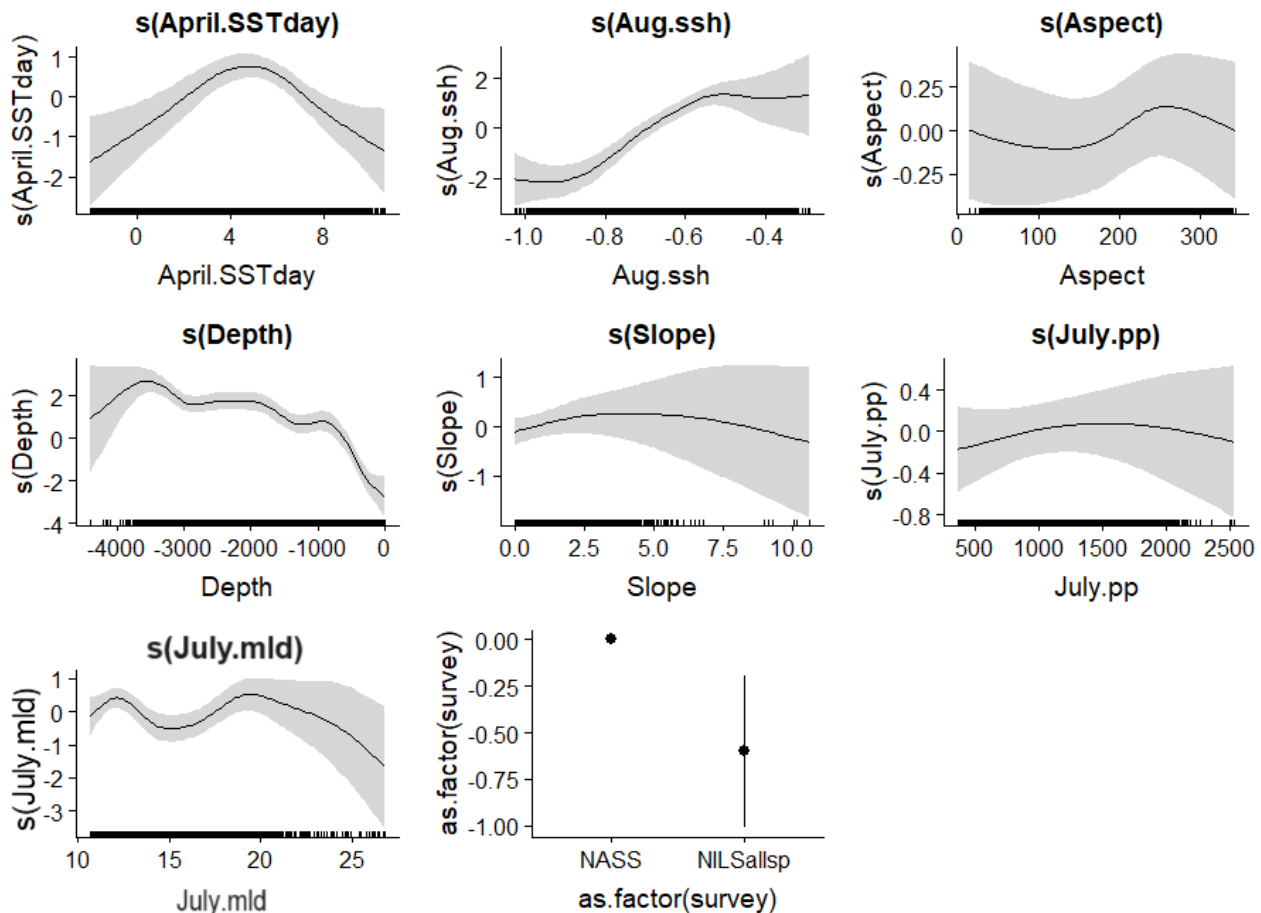 s(April.SSTday)
s(April.SSTday)
1
0
-1
-2
0 4 8
April.SSTday
s(Aug.ssh)
s(Aug.ssh)
2
0
-2
-1.0 -0.8 -0.6 -0.4
Aug.ssh
s(Aspect)
s(Aspect)
0.25
0.00
-0.25
0 100 200 300
Aspect
s(Depth)
s(Depth)
2
0
-2
-4
-4000 -3000 -2000 -1000 0
Depth
s(Slope)
s(Slope)
1
0
-1
0.0 2.5 5.0 7.5 10.0
Slope
s(July.pp)
s(July.pp)
0.4
0.0
-0.4
-0.8
500 1000 1500 2000 2500
July.pp
s(July.mld)
s(July.mld)
1
0
-1
-2
-3
10 15 20 25
July.mld
as.factor(survey)
0.00
-0.25
-0.50
-0.75
-1.00
NASS NILSallsp
as.factor(survey)